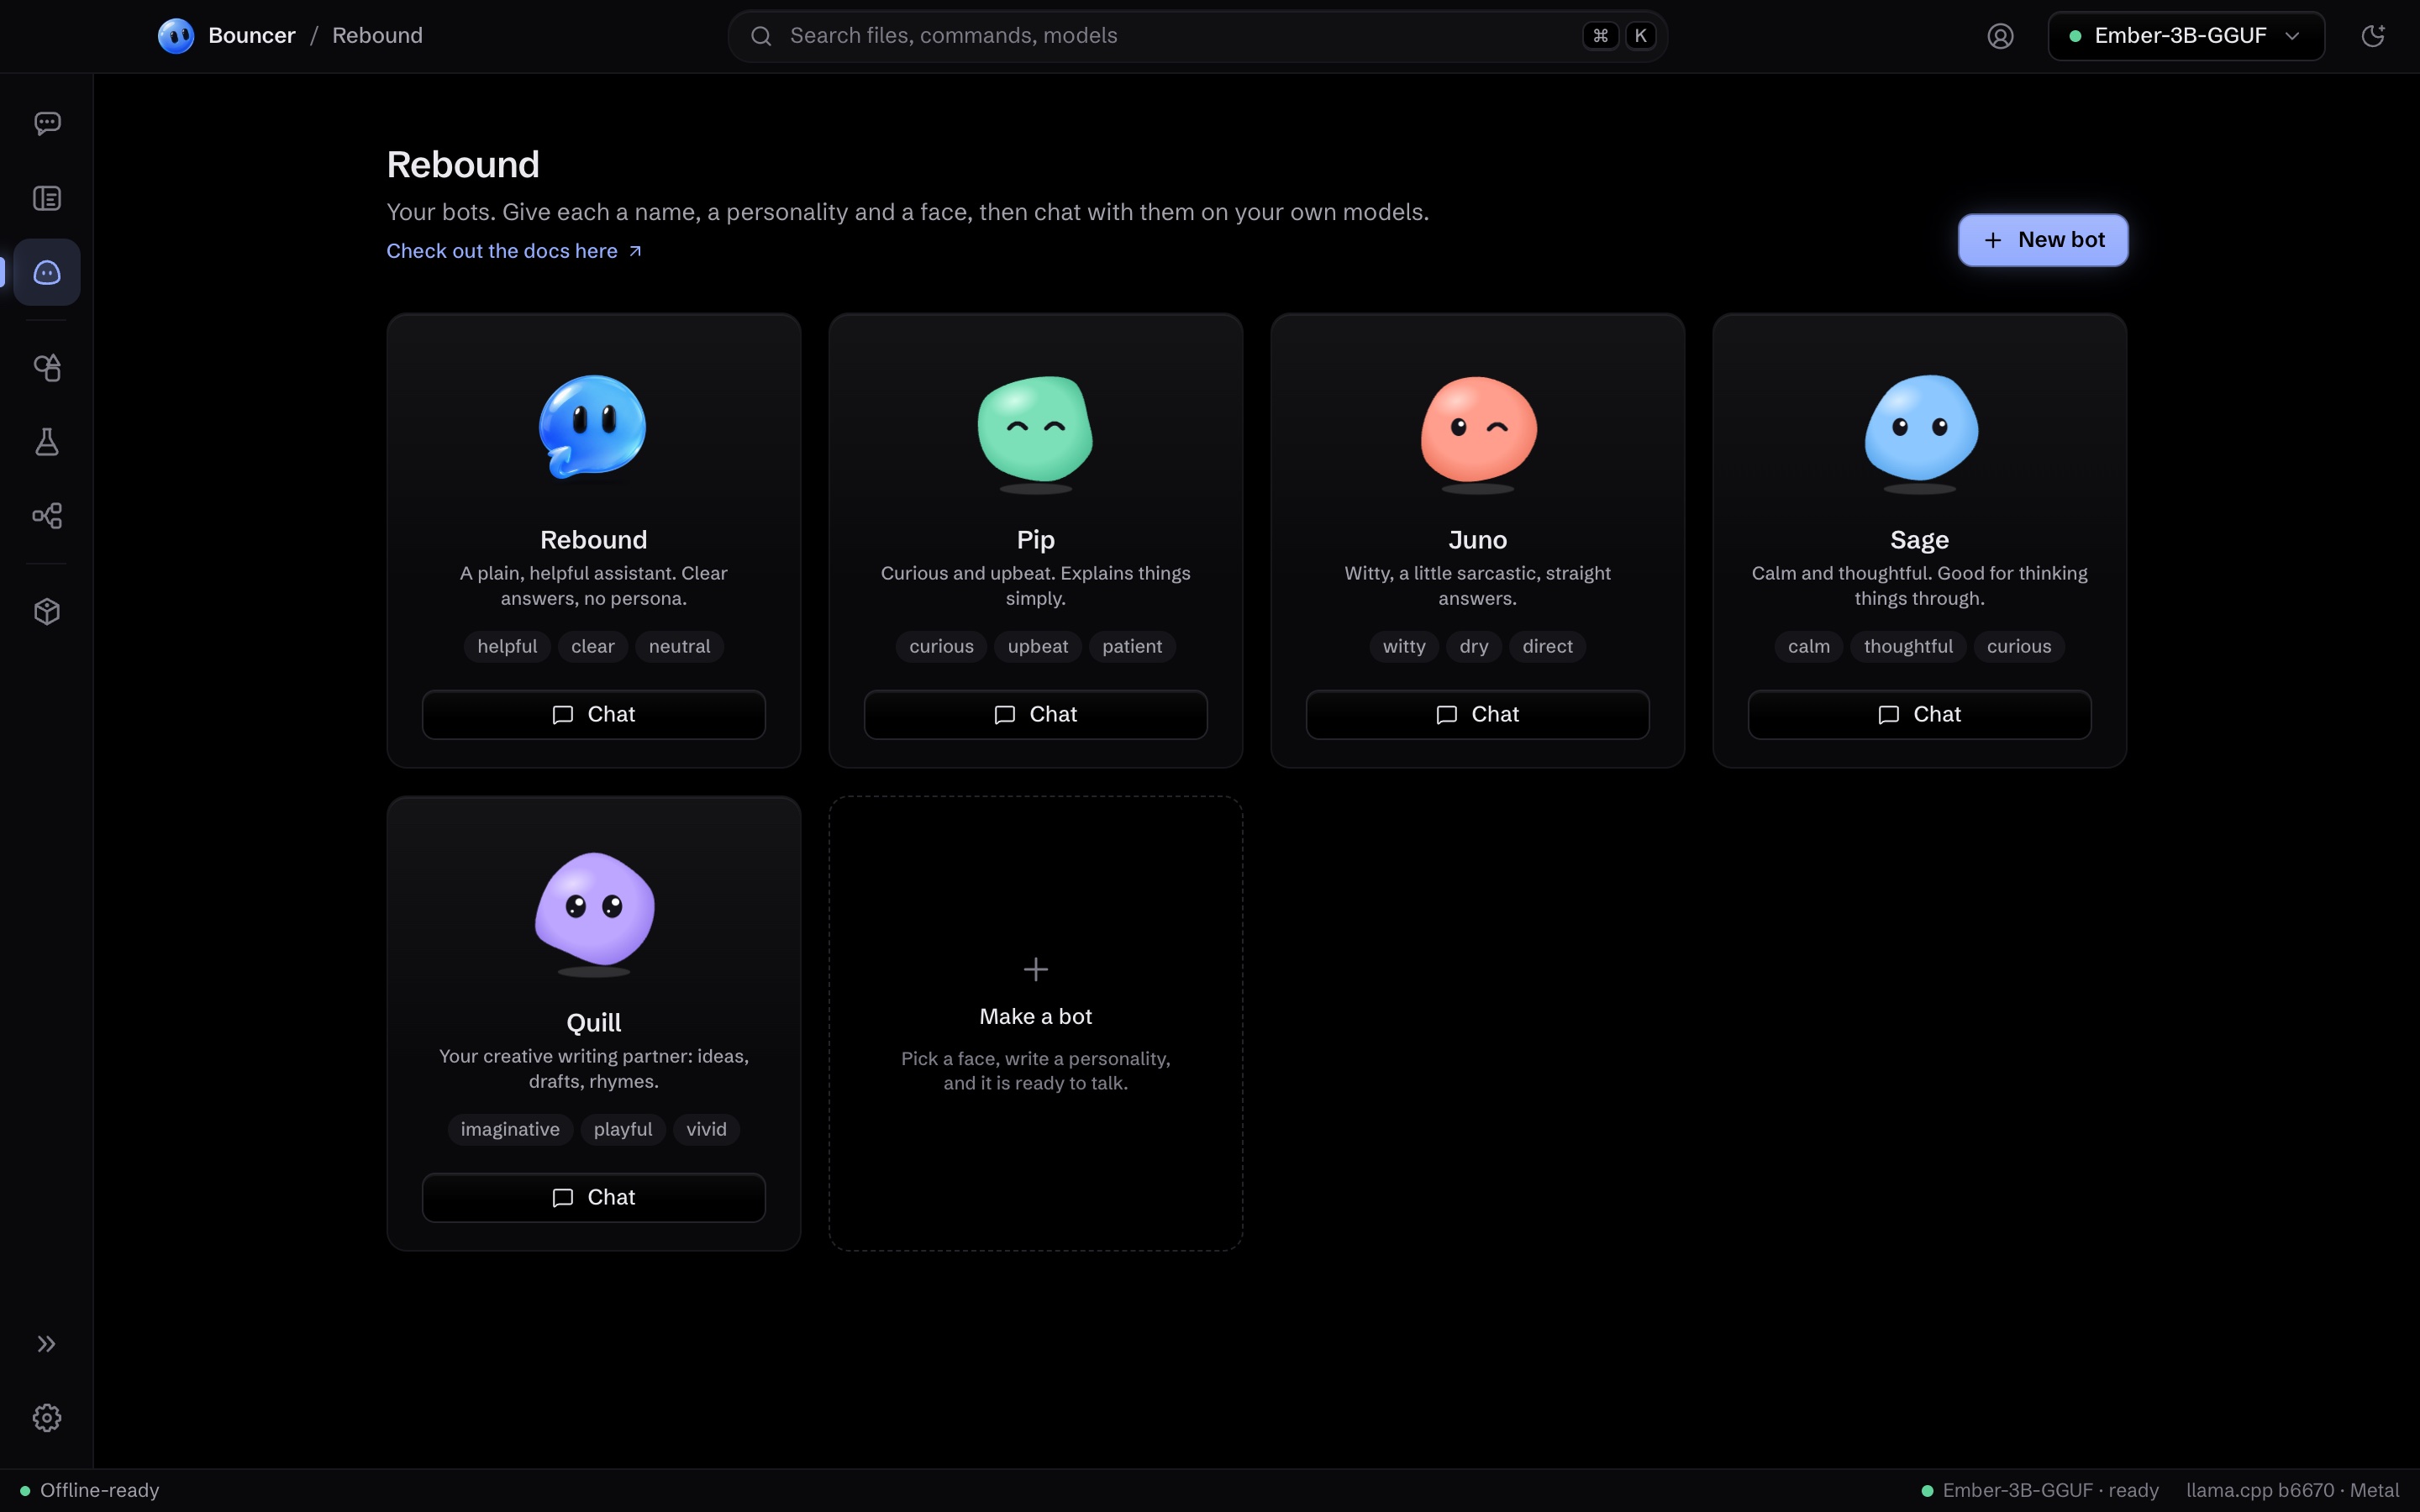 Bouncer / Rebound
Search files, commands, models
⌘ K
Ember-3B-GGUF
Rebound
Your bots. Give each a name, a personality and a face, then chat with them on your own models.
Check out the docs here
New bot
Rebound
A plain, helpful assistant. Clear
answers, no persona.
helpful clear neutral
Chat
Pip
Curious and upbeat. Explains things
simply.
curious upbeat patient
Chat
Juno
Witty, a little sarcastic, straight
answers.
witty dry direct
Chat
Sage
Calm and thoughtful. Good for thinking
things through.
calm thoughtful curious
Chat
Quill
Your creative writing partner: ideas,
drafts, rhymes.
imaginative playful vivid
Chat
Make a bot
Pick a face, write a personality,
and it is ready to talk.
Offline-ready
Ember-3B-GGUF · ready
llama.cpp b6670 · Metal